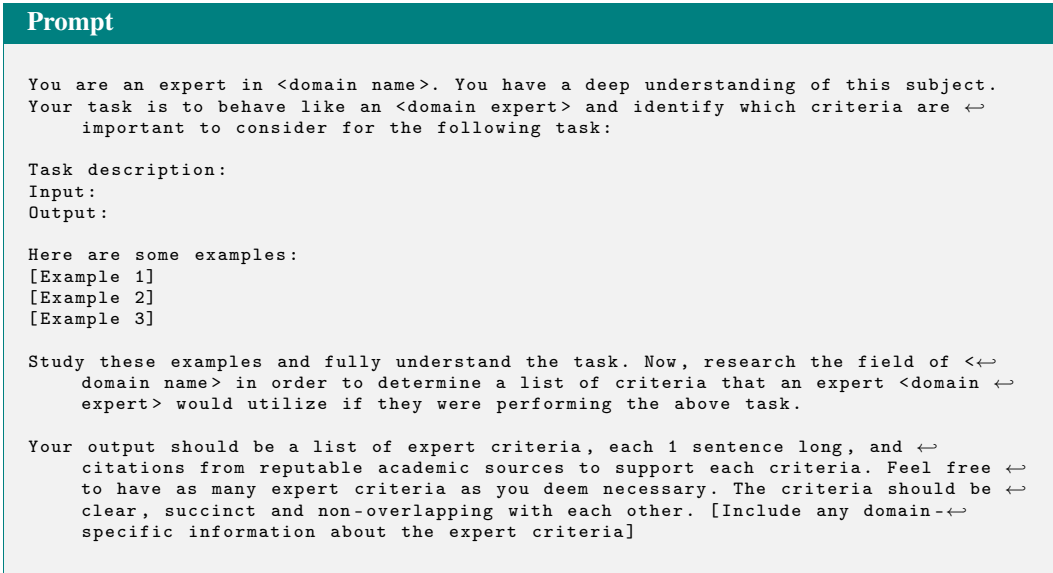 Prompt
You are an expert in <domain name>. You have a deep understanding of this subject.
Your task is to behave like an <domain expert> and identify which criteria are ↩
important to consider for the following task:
Task description:
Input:
Output:
Here are some examples:
[Example 1]
[Example 2]
[Example 3]
Study these examples and fully understand the task. Now, research the field of <↩
domain name> in order to determine a list of criteria that an expert <domain ↩
expert> would utilize if they were performing the above task.
Your output should be a list of expert criteria, each 1 sentence long, and ↩
citations from reputable academic sources to support each criteria. Feel free ↩
to have as many expert criteria as you deem necessary. The criteria should be ↩
clear, succinct and non-overlapping with each other. [Include any domain-↩
specific information about the expert criteria]